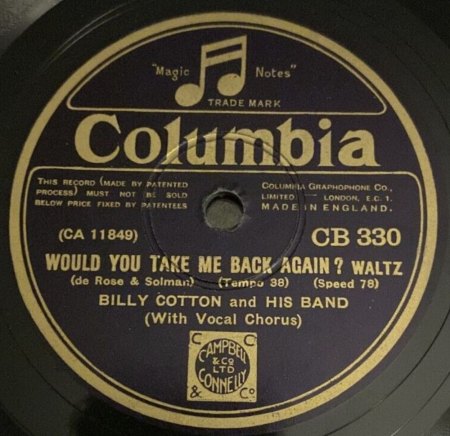 "Magic Notes"
TRADE MARK
Columbia
THIS RECORD (MADE BY PATENTED
PROCESS) MUST NOT BE SOLD
BELOW PRICE FIXED BY PATENTEES
COLUMBIA GRAPHOPHONE CO.,
LIMITED — LONDON, E.C. 1.
MADE IN ENGLAND.
(CA 11849)
CB 330
WOULD YOU TAKE ME BACK AGAIN? WALTZ
(de Rose & Solman) (Tempo 38) (Speed 78)
BILLY COTTON and HIS BAND
(With Vocal Chorus)
C C
CAMPBELL
& CO
LTD
CONNELLY
& Co